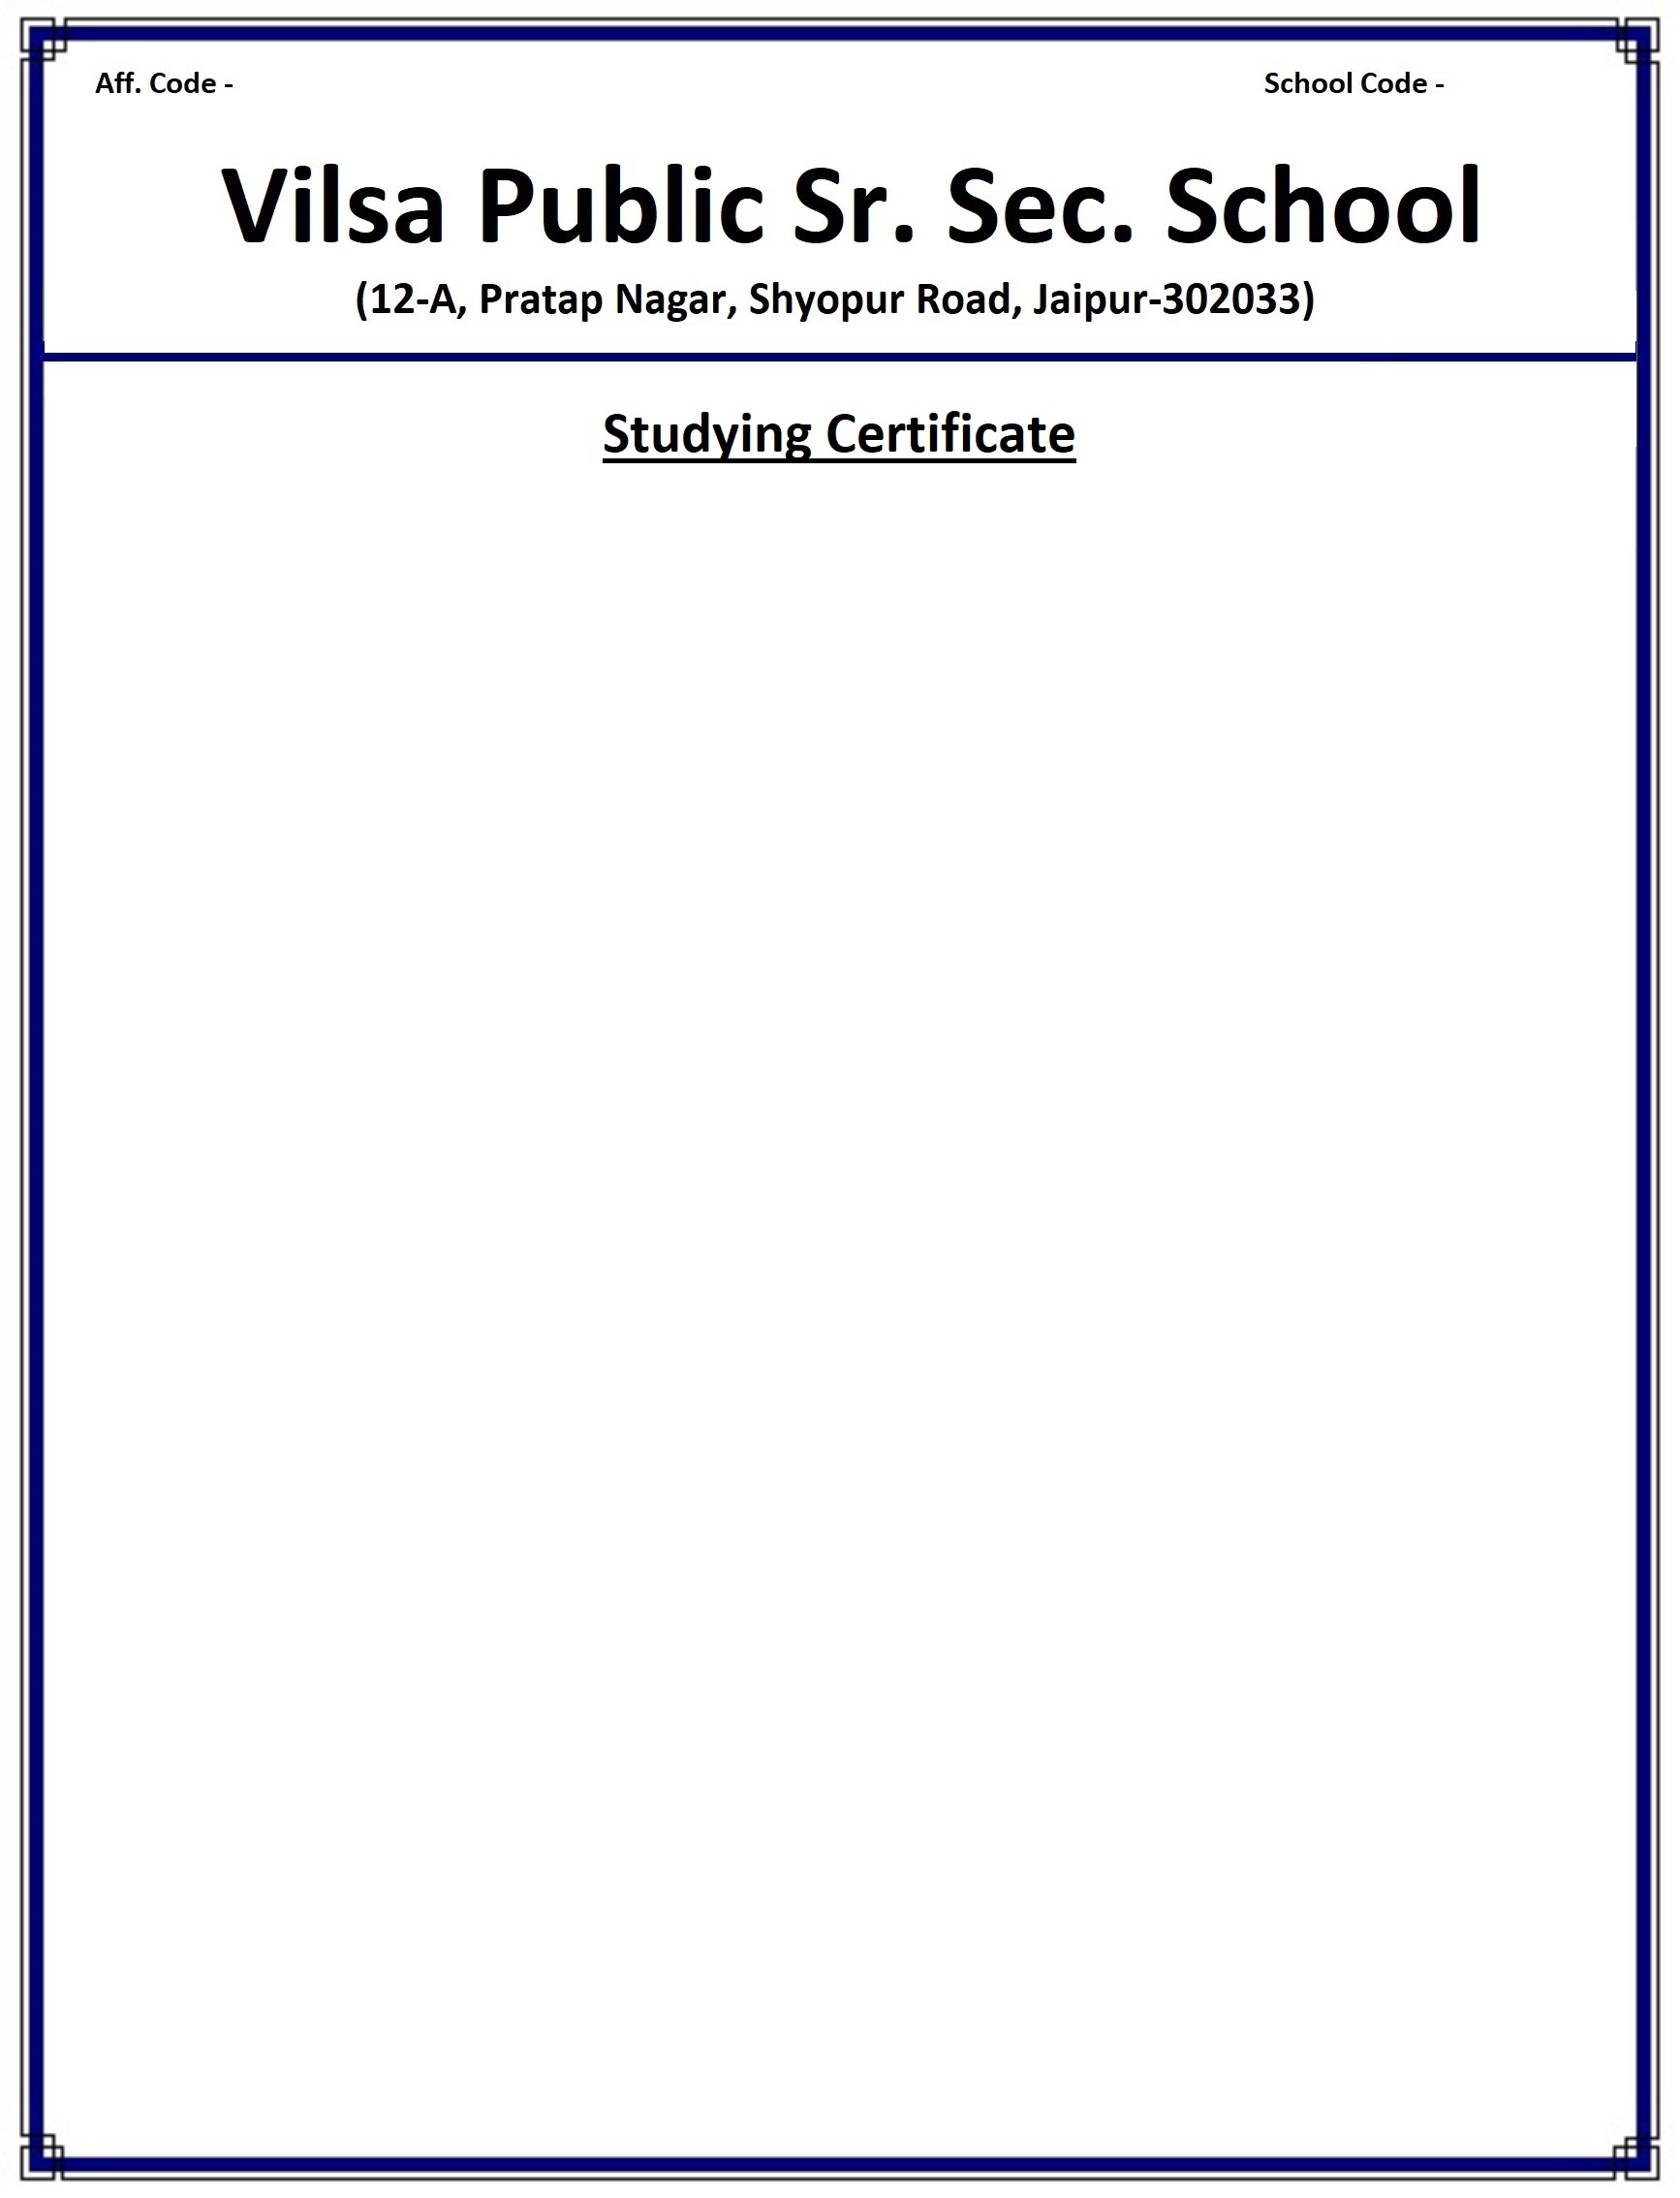 Aff. Code - School Code -
Vilsa Public Sr. Sec. School
(12-A, Pratap Nagar, Shyopur Road, Jaipur-302033)
Studying Certificate